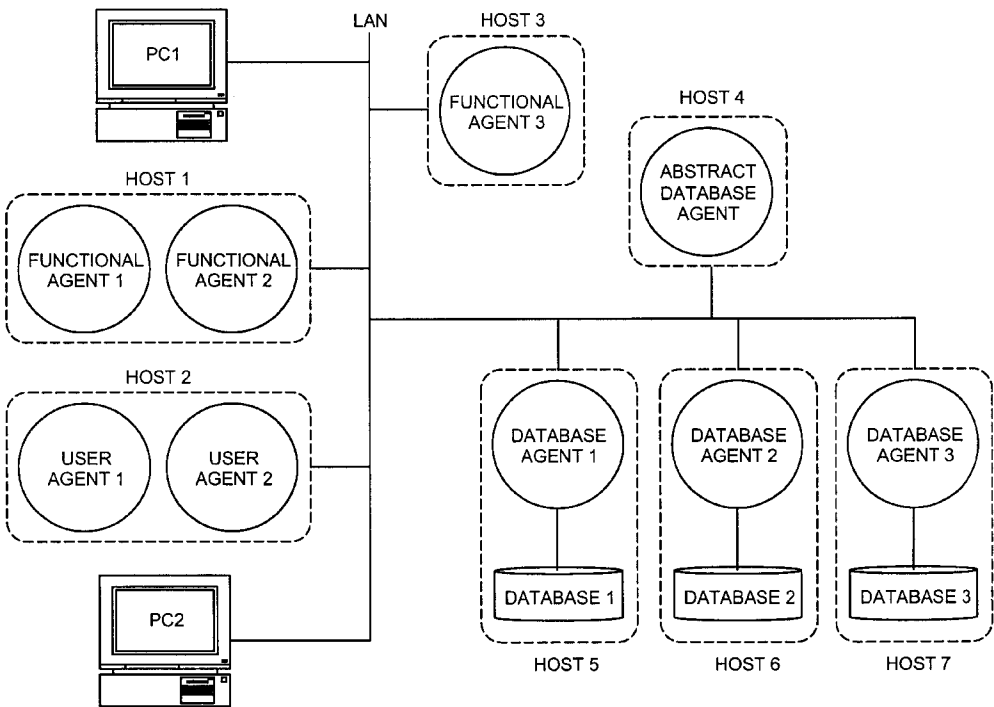 LAN
HOST 3
PC1
FUNCTIONAL
AGENT 3
HOST 4
ABSTRACT
DATABASE
AGENT
HOST 1
FUNCTIONAL
AGENT 1
FUNCTIONAL
AGENT 2
HOST 2
USER
AGENT 1
USER
AGENT 2
DATABASE
AGENT 1
DATABASE
AGENT 2
DATABASE
AGENT 3
DATABASE 1
DATABASE 2
DATABASE 3
PC2
HOST 5
HOST 6
HOST 7